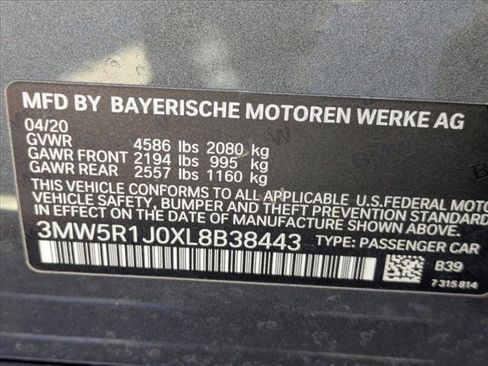 MFD BY BAYERISCHE MOTOREN WERKE AG
04/20
GVWR 4586 lbs 2080 kg
GAWR FRONT 2194 lbs 995 kg
GAWR REAR 2557 lbs 1160 kg
THIS VEHICLE CONFORMS TO ALL APPLICABLE U.S.FEDERAL MOTO
VEHICLE SAFETY, BUMPER AND THEFT PREVENTION STANDAR
IN EFFECT ON THE DATE OF MANUFACTURE SHOWN ABOVE.
3MW5R1J0XL8B38443 TYPE: PASSENGER CAR
B39
7 315 814